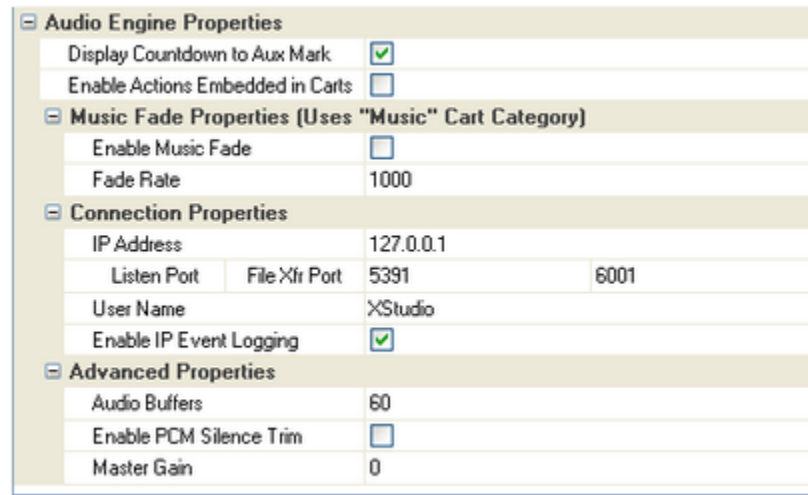 Audio Engine Properties
Display Countdown to Aux Mark
Enable Actions Embedded in Carts
Music Fade Properties (Uses "Music" Cart Category)
Enable Music Fade
Fade Rate 1000
Connection Properties
IP Address 127.0.0.1
Listen Port File Xfr Port 5391 6001
User Name XStudio
Enable IP Event Logging
Advanced Properties
Audio Buffers 60
Enable PCM Silence Trim
Master Gain 0